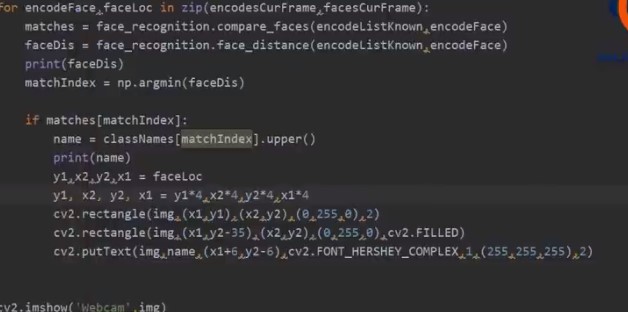 for encodeFace,faceLoc in zip(encodesCurFrame,facesCurFrame):
matches = face_recognition.compare_faces(encodeListKnown,encodeFace)
faceDis = face_recognition.face_distance(encodeListKnown,encodeFace)
print(faceDis)
matchIndex = np.argmin(faceDis)
if matches[matchIndex]:
name = classNames[matchIndex].upper()
print(name)
y1,x2,y2,x1 = faceLoc
y1, x2, y2, x1 = y1*4,x2*4,y2*4,x1*4
cv2.rectangle(img,(x1,y1),(x2,y2),(0,255,0),2)
cv2.rectangle(img,(x1,y2-35),(x2,y2),(0,255,0),cv2.FILLED)
cv2.putText(img,name,(x1+6,y2-6),cv2.FONT_HERSHEY_COMPLEX,1,(255,255,255),2)
cv2.imshow('Webcam',img)